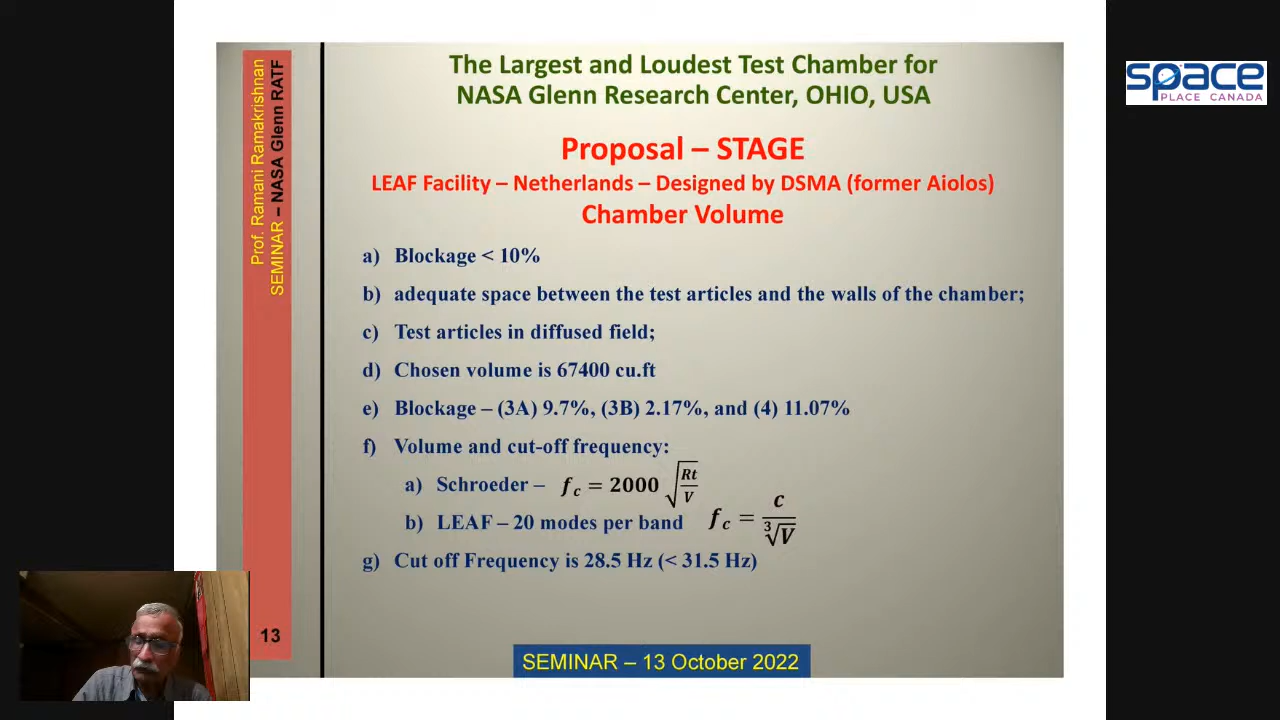 The Largest and Loudest Test Chamber for
NASA Glenn Research Center, OHIO, USA
Proposal – STAGE
LEAF Facility – Netherlands – Designed by DSMA (former Aiolos)
Chamber Volume
a) Blockage < 10%
b) adequate space between the test articles and the walls of the chamber;
c) Test articles in diffused field;
d) Chosen volume is 67400 cu.ft
e) Blockage – (3A) 9.7%, (3B) 2.17%, and (4) 11.07%
f) Volume and cut-off frequency:
a) Schroeder – f_c = 2000 √(Rt/V)
b) LEAF – 20 modes per band f_c = c/∛V
g) Cut off Frequency is 28.5 Hz (< 31.5 Hz)
SEMINAR – 13 October 2022
Prof. Ramani Ramakrishnan
SEMINAR – NASA Glenn RATF
13
space
PLACE CANADA